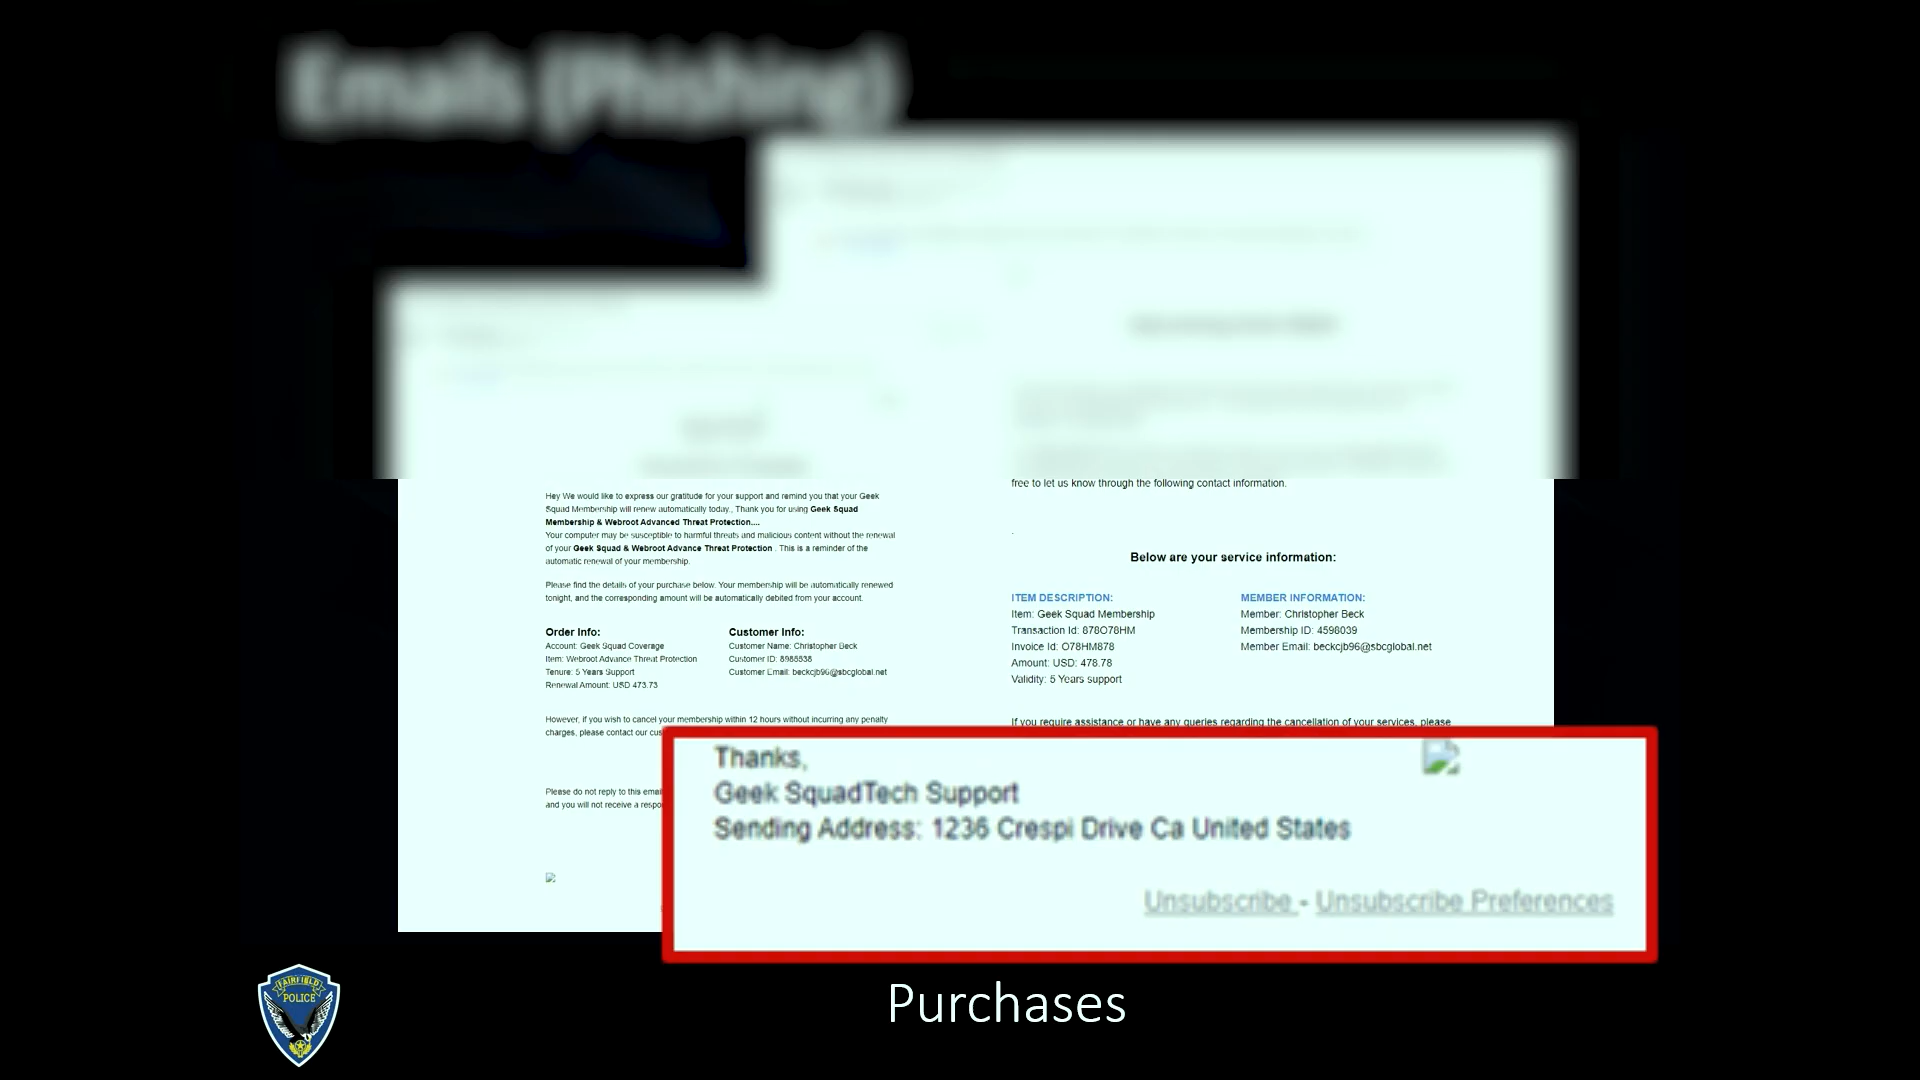 Emails (Phishing)
Hey We would like to express our gratitude for your support and remind you that your Geek
Squad Membership will renew automatically today., Thank you for using Geek Squad
Membership & Webroot Advanced Threat Protection....
Your computer may be susceptible to harmful threats and malicious content without the renewal
of your Geek Squad & Webroot Advance Threat Protection . This is a reminder of the
automatic renewal of your membership.
Please find the details of your purchase below. Your membership will be automatically renewed
tonight, and the corresponding amount will be automatically debited from your account.
Order Info:
Account: Geek Squad Coverage
Item: Webroot Advance Threat Protection
Tenure: 5 Years Support
Renewal Amount: USD 473.73
Customer Info:
Customer Name: Christopher Beck
Customer ID: 8988538
Customer Email: beckcjb96@sbcglobal.net
However, if you wish to cancel your membership within 12 hours without incurring any penalty
charges, please contact our
Please do not reply to this
and you will not receive a
free to let us know through the following contact information.
Below are your service information:
ITEM DESCRIPTION:
Item: Geek Squad Membership
Transaction Id: 878O78HM
Invoice Id: O78HM878
Amount: USD: 478.78
Validity: 5 Years support
MEMBER INFORMATION:
Member: Christopher Beck
Membership ID: 4598039
Member Email: beckcjb96@sbcglobal.net
If you require assistance or have any queries regarding the cancellation of your services, please
Thanks,
Geek SquadTech Support
Sending Address: 1236 Crespi Drive Ca United States
Unsubscribe - Unsubscribe Preferences
FAIRFIELD
POLICE
Purchases